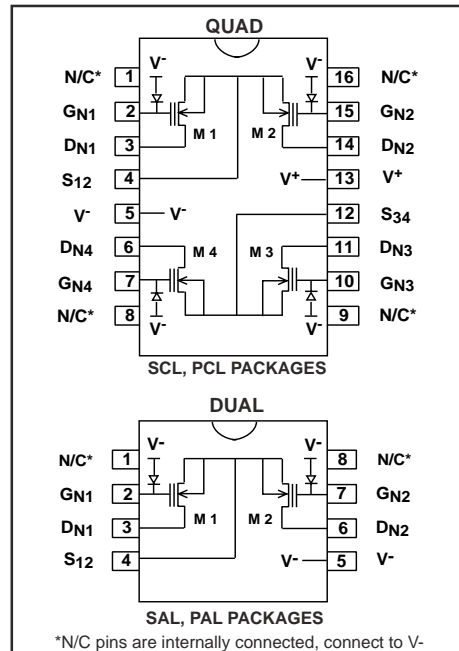 QUAD
N/C* 1 V- V- 16 N/C*
GN1 2 M 1 M 2 15 GN2
DN1 3 14 DN2
S12 4 V+ 13 V+
V- 5 V- 12 S34
DN4 6 M 4 M 3 11 DN3
GN4 7 10 GN3
N/C* 8 V- V- 9 N/C*
SCL, PCL PACKAGES
DUAL
N/C* 1 V- V- 8 N/C*
GN1 2 M 1 M 2 7 GN2
DN1 3 6 DN2
S12 4 V- 5 V-
SAL, PAL PACKAGES
*N/C pins are internally connected, connect to V-